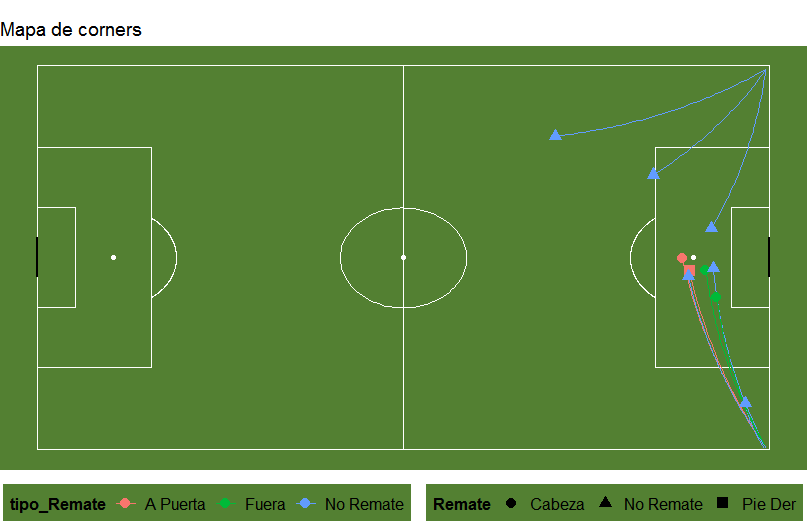 Mapa de corners
tipo_Remate A Puerta Fuera No Remate
Remate Cabeza No Remate Pie Der